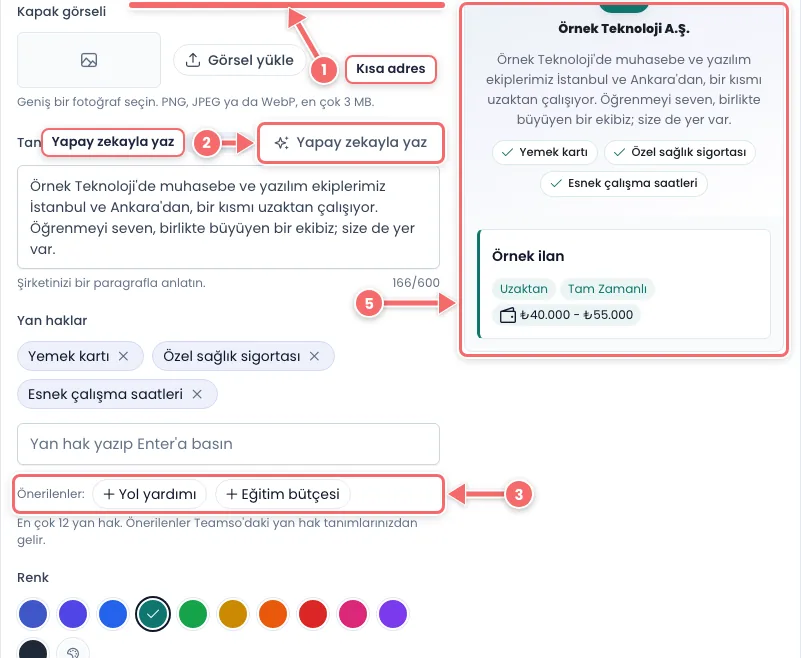 Kapak görseli
Görsel yükle
1
Kısa adres
Geniş bir fotoğraf seçin. PNG, JPEG ya da WebP, en çok 3 MB.
Tan
Yapay zekayla yaz
2
Yapay zekayla yaz
Örnek Teknoloji'de muhasebe ve yazılım ekiplerimiz
İstanbul ve Ankara'dan, bir kısmı uzaktan çalışıyor.
Öğrenmeyi seven, birlikte büyüyen bir ekibiz; size de yer
var.
Şirketinizi bir paragrafla anlatın.
166/600
Yan haklar
Yemek kartı
Özel sağlık sigortası
Esnek çalışma saatleri
Yan hak yazıp Enter'a basın
Önerilenler:
Yol yardımı
Eğitim bütçesi
3
En çok 12 yan hak. Önerilenler Teamso'daki yan hak tanımlarınızdan
gelir.
Renk
Örnek Teknoloji A.Ş.
Örnek Teknoloji'de muhasebe ve yazılım
ekiplerimiz İstanbul ve Ankara'dan, bir kısmı
uzaktan çalışıyor. Öğrenmeyi seven, birlikte
büyüyen bir ekibiz; size de yer var.
Yemek kartı
Özel sağlık sigortası
Esnek çalışma saatleri
5
Örnek ilan
Uzaktan
Tam Zamanlı
₺40.000 - ₺55.000